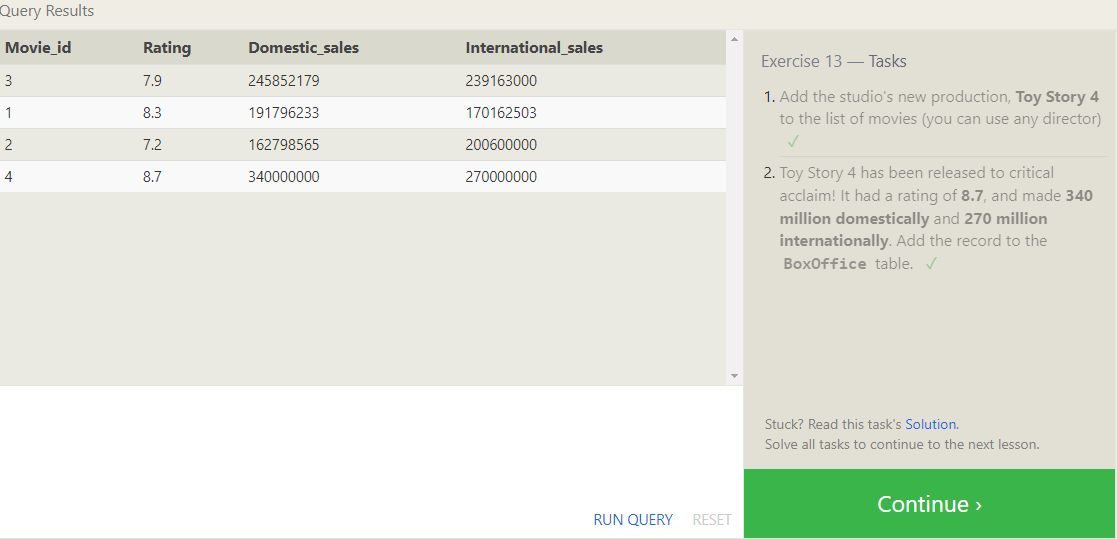 Query Results
Movie_id Rating Domestic_sales International_sales
3 7.9 245852179 239163000
1 8.3 191796233 170162503
2 7.2 162798565 200600000
4 8.7 340000000 270000000
RUN QUERY RESET
Exercise 13 — Tasks
1. Add the studio's new production, Toy Story 4
to the list of movies (you can use any director)
✓
2. Toy Story 4 has been released to critical
acclaim! It had a rating of 8.7, and made 340
million domestically and 270 million
internationally. Add the record to the
BoxOffice table. ✓
Stuck? Read this task's Solution.
Solve all tasks to continue to the next lesson.
Continue ›